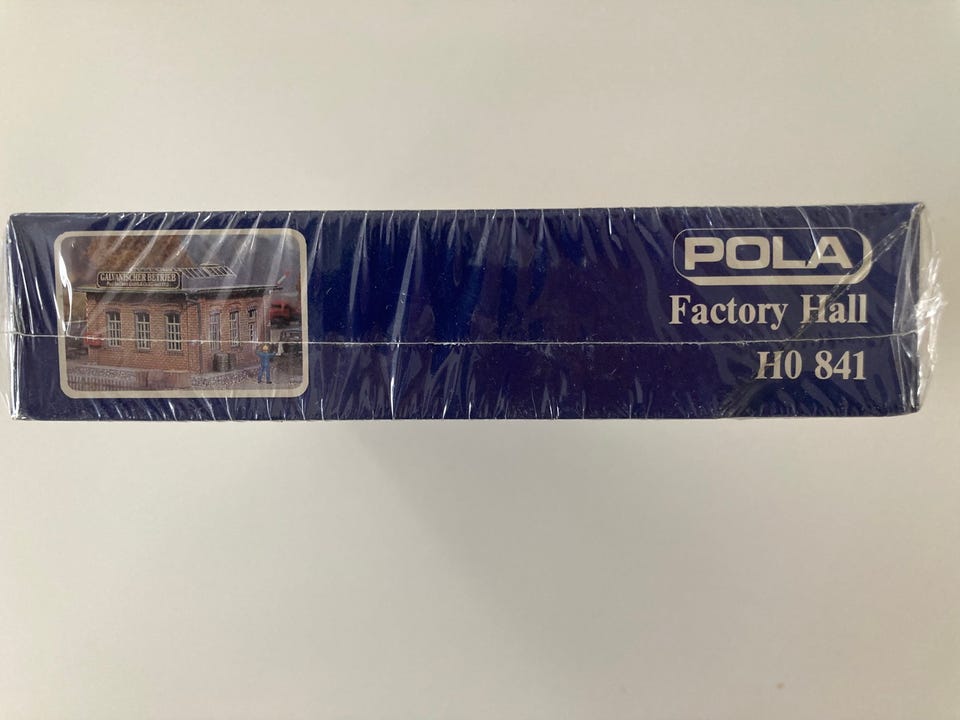 GALVANISCHER BETRIEB
POLA
Factory Hall
H0 841